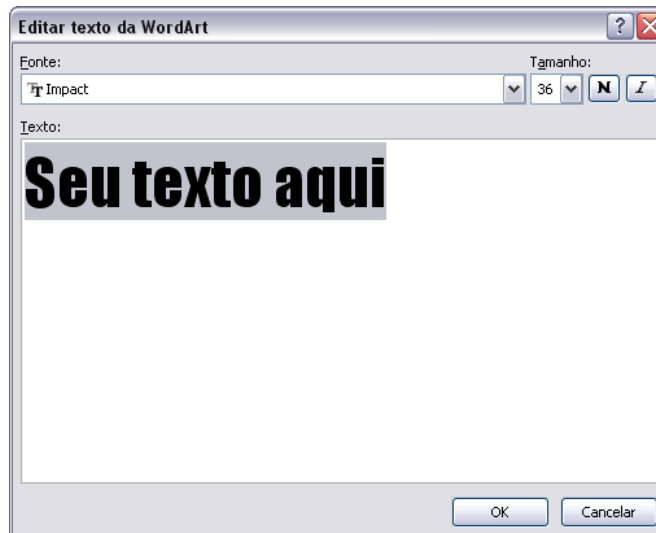 Editar texto da WordArt
Fonte:
Tamanho:
Impact
36
N
I
Texto:
Seu texto aqui
OK
Cancelar